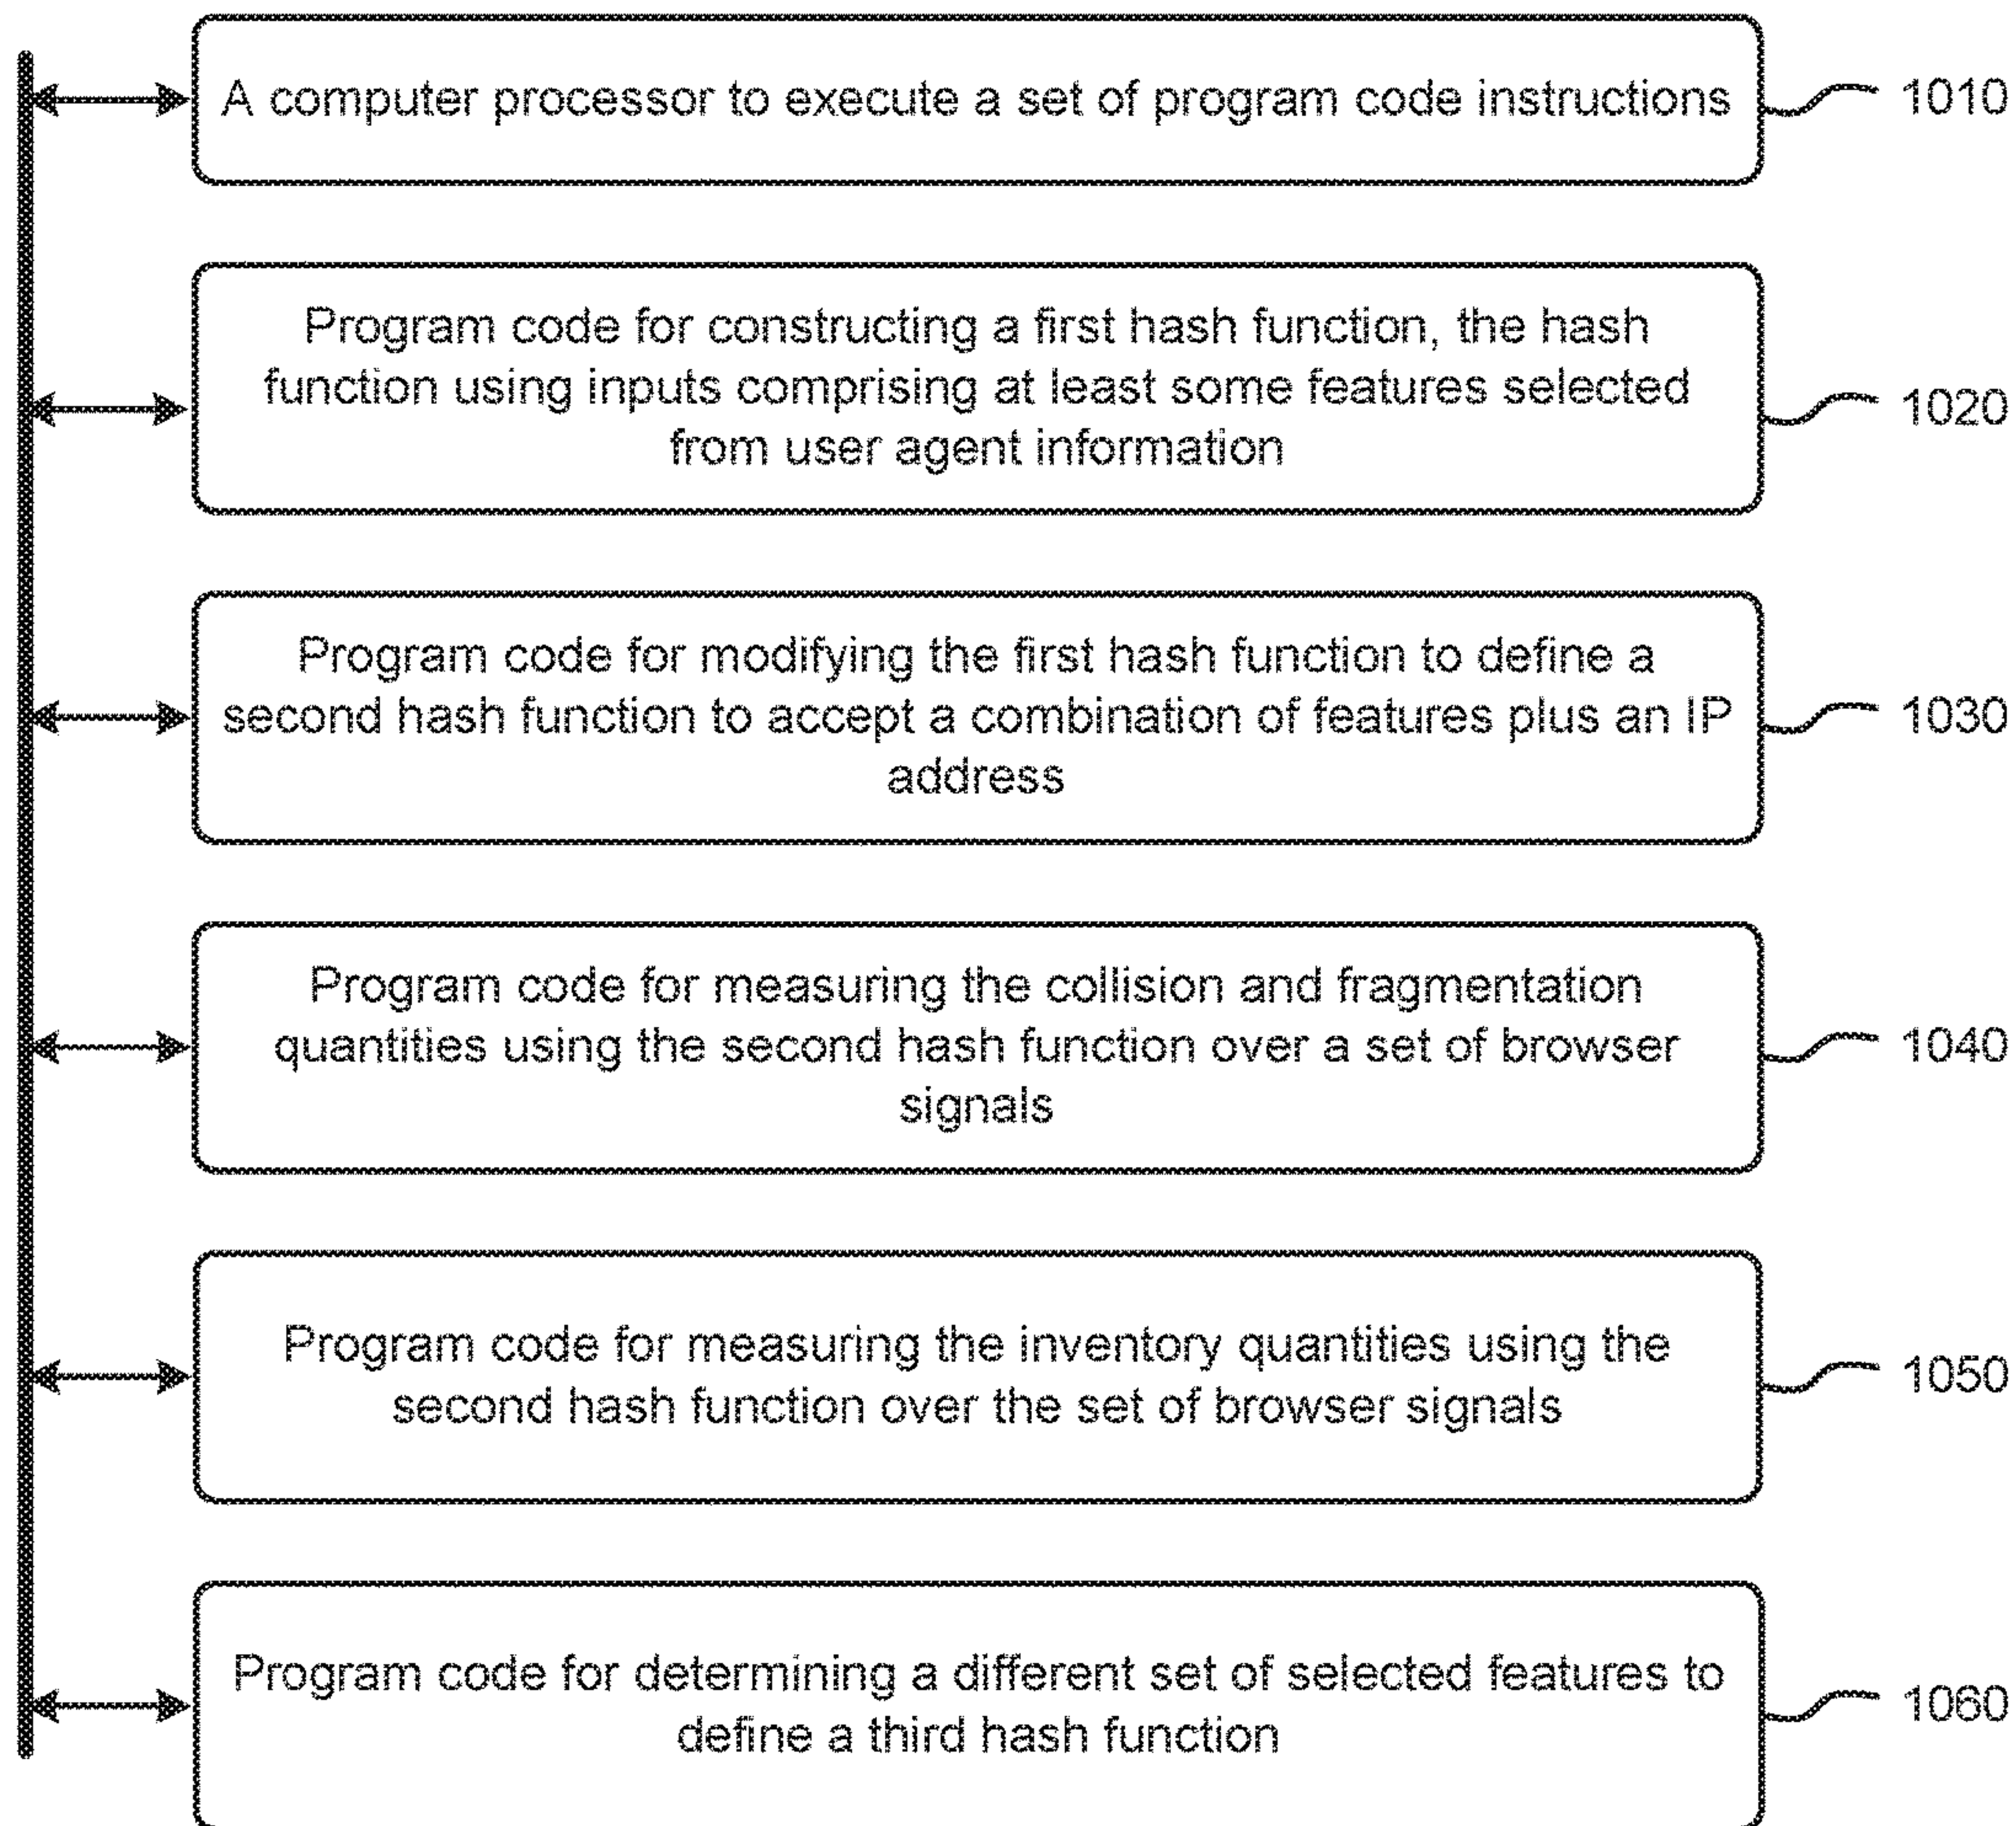 A computer processor to execute a set of program code instructions
1010
Program code for constructing a first hash function, the hash
function using inputs comprising at least some features selected
from user agent information
1020
Program code for modifying the first hash function to define a
second hash function to accept a combination of features plus an IP
address
1030
Program code for measuring the collision and fragmentation
quantities using the second hash function over a set of browser
signals
1040
Program code for measuring the inventory quantities using the
second hash function over the set of browser signals
1050
Program code for determining a different set of selected features to
define a third hash function
1060